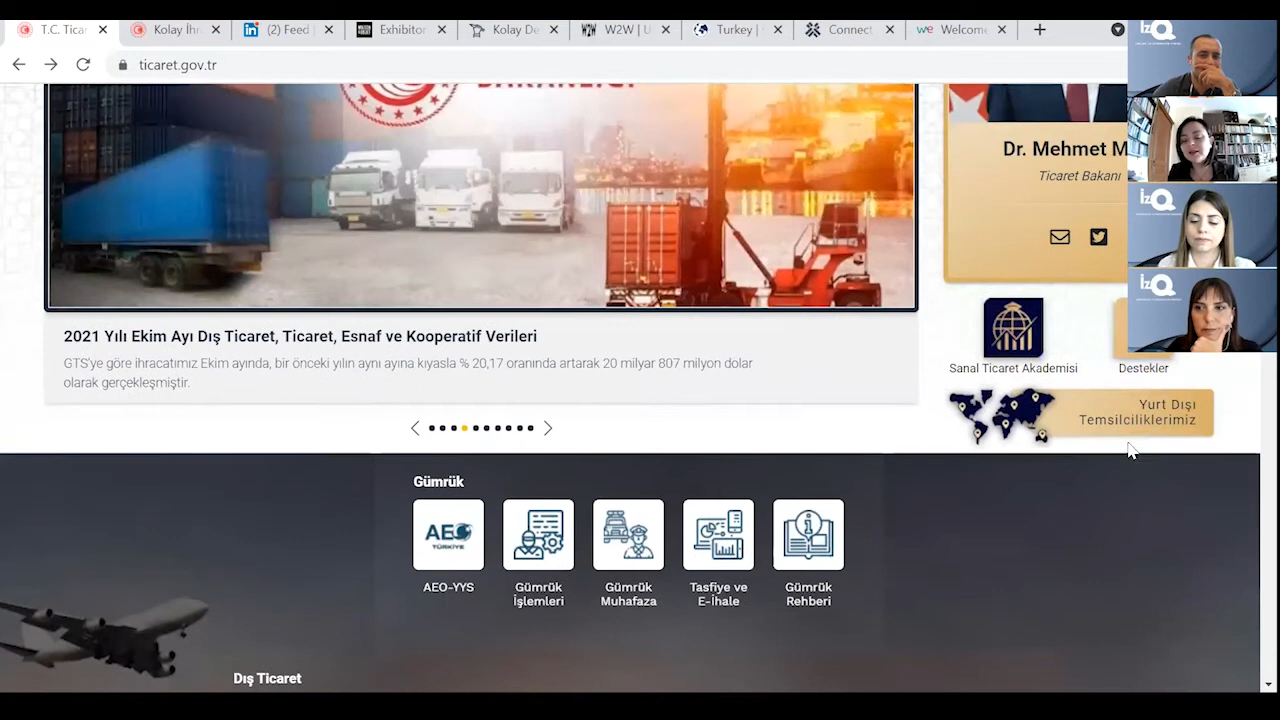 T.C. Ticar
Kolay İhr
(2) Feed
Exhibitor
Kolay De
W2W | U
Turkey |
Connect
Welcome
ticaret.gov.tr
2021 Yılı Ekim Ayı Dış Ticaret, Ticaret, Esnaf ve Kooperatif Verileri
GTS'ye göre ihracatımız Ekim ayında, bir önceki yılın aynı ayına kıyasla % 20,17 oranında artarak 20 milyar 807 milyon dolar
olarak gerçekleşmiştir.
Dr. Mehmet M
Ticaret Bakanı
Sanal Ticaret Akademisi
Destekler
Yurt Dışı
Temsilciliklerimiz
Gümrük
AEO
TÜRKİYE
AEO-YYS
Gümrük
İşlemleri
Gümrük
Muhafaza
Tasfiye ve
E-İhale
Gümrük
Rehberi
Dış Ticaret
İzQ
İzQ
İzQ